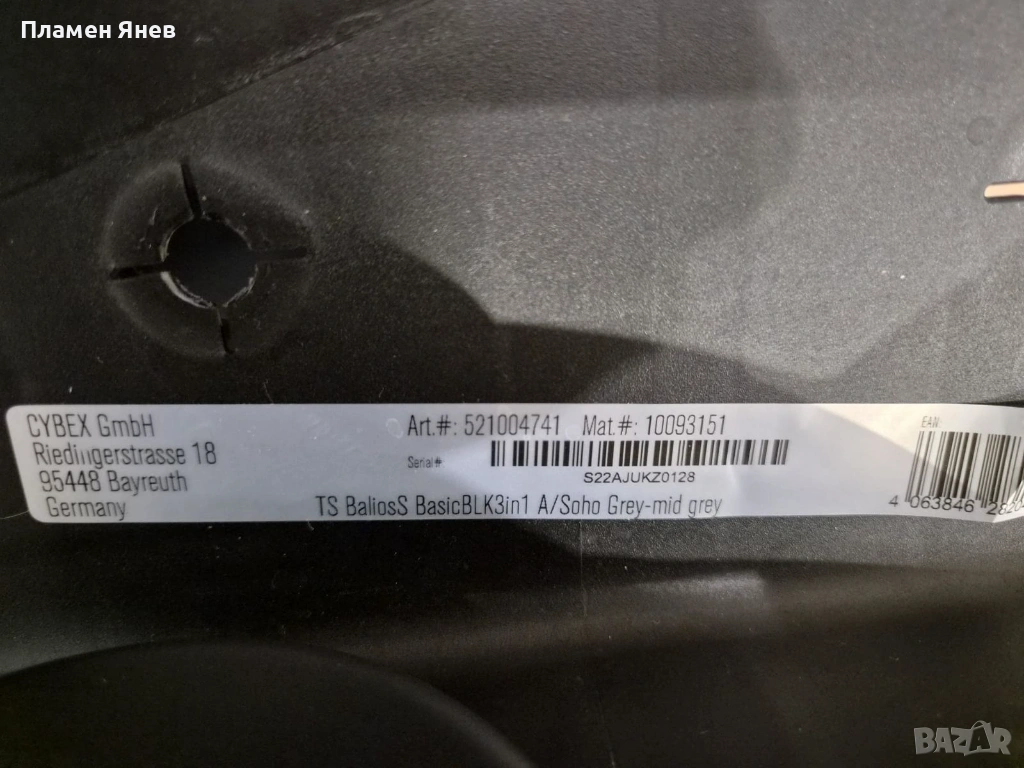 Пламен Янев
CYBEX GmbH
Riedingerstrasse 18
95448 Bayreuth
Germany
Art.#: 521004741 Mat.#: 10093151
Serial#
S22AJUKZ0128
TS BaliosS BasicBLK3in1 A/Soho Grey-mid grey
EAN:
4 063846
BAZAR